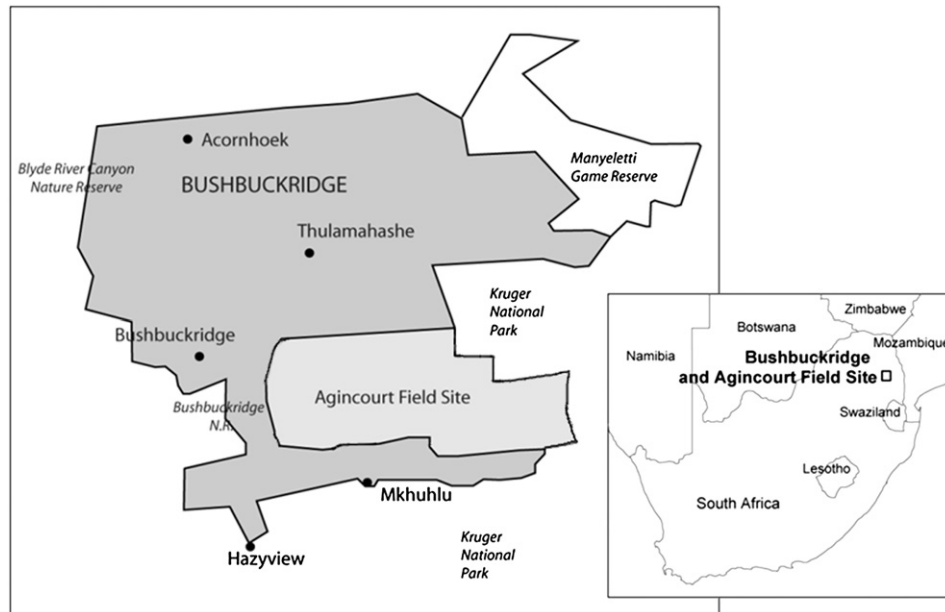 Acornhoek
Blyde River Canyon
Nature Reserve
BUSHBUCKRIDGE
Manyeletti
Game Reserve
Thulamahashe
Kruger
National
Park
Bushbuckridge
Agincourt Field Site
Bushbuckridge
N.R.
Mkhuhlu
Hazyview
Kruger
National
Park
Zimbabwe
Botswana
Mozambique
Namibia
Bushbuckridge
and Agincourt Field Site
Swaziland
Lesotho
South Africa